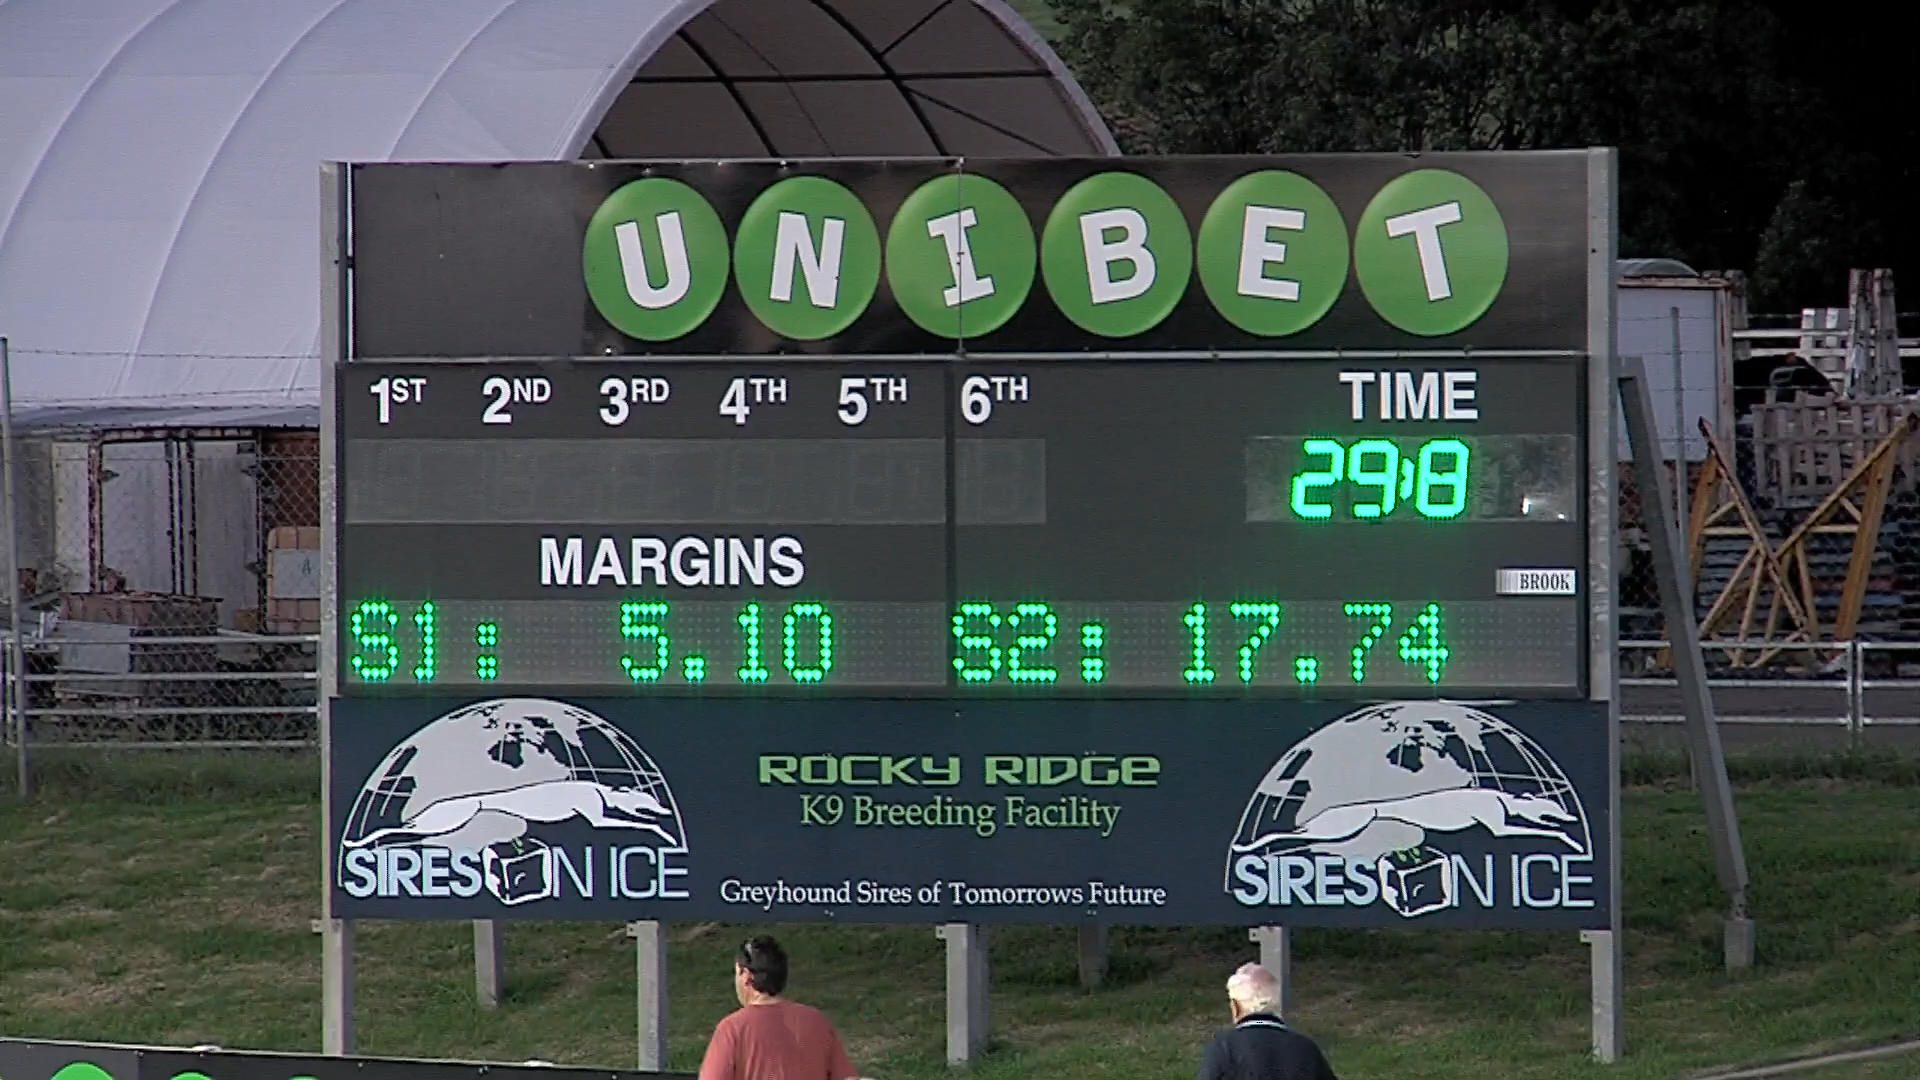 UNIBET
1ST 2ND 3RD 4TH 5TH 6TH TIME
29:8
MARGINS
BROOK
S1: 5.10 S2: 17.74
ROCKY RIDGE
K9 Breeding Facility
SIRES ON ICE
Greyhound Sires of Tomorrows Future
SIRES ON ICE